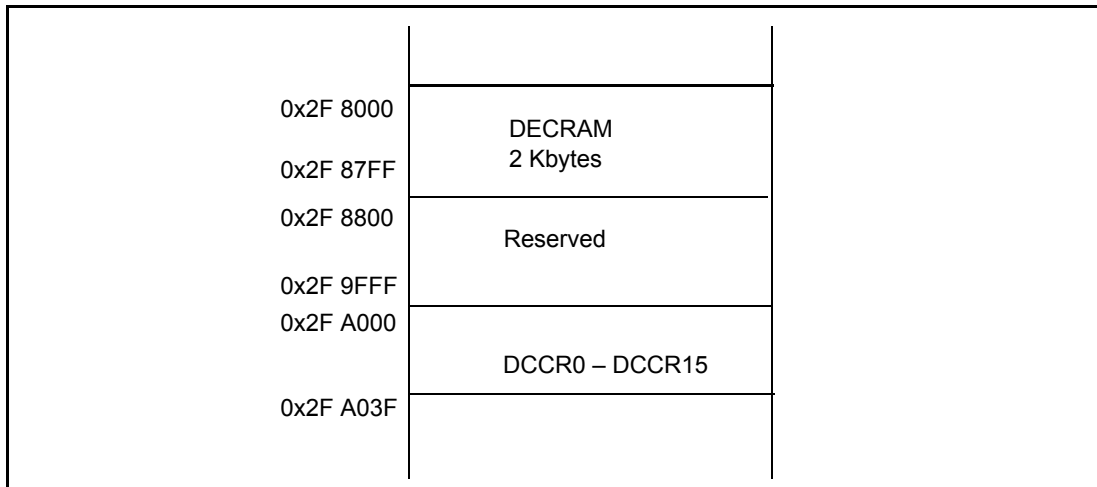 0x2F 8000
DECRAM
2 Kbytes
0x2F 87FF
0x2F 8800
Reserved
0x2F 9FFF
0x2F A000
DCCR0 – DCCR15
0x2F A03F